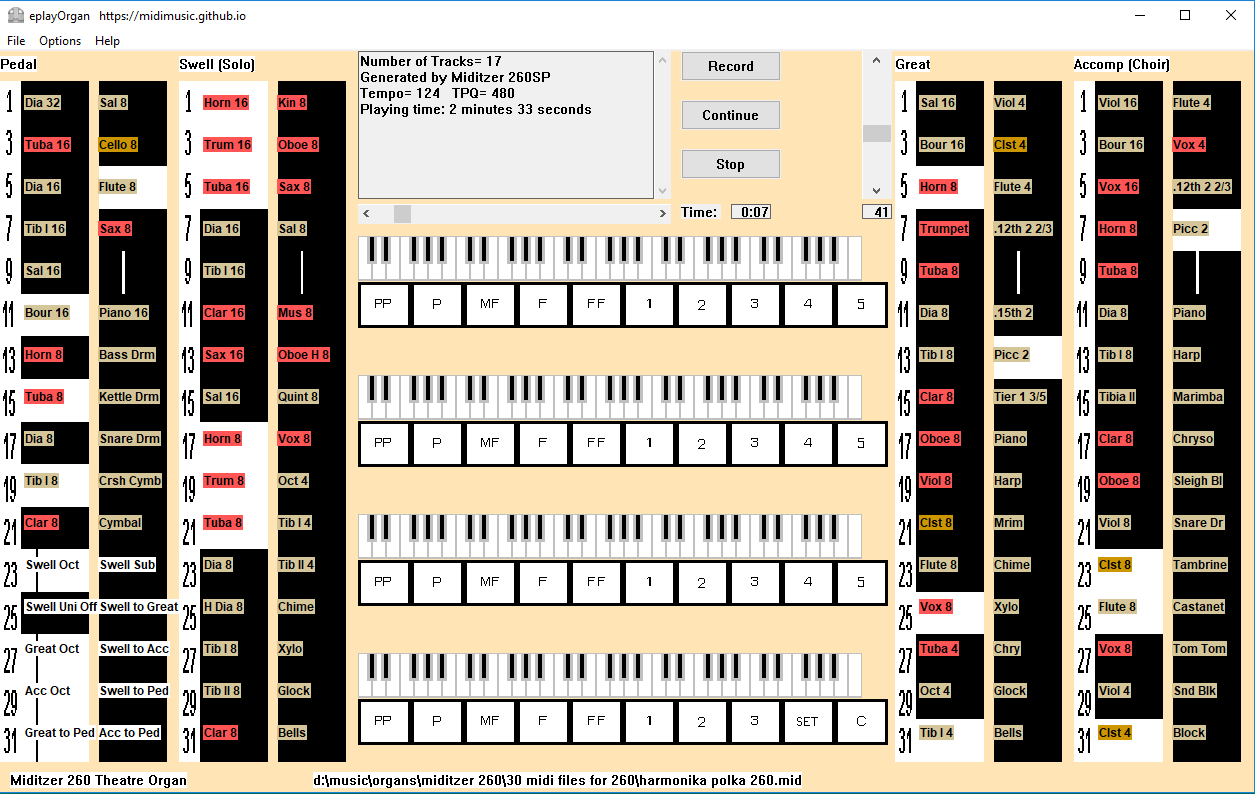 eplayOrgan https://midimusic.github.io
File Options Help
Pedal
Swell (Solo)
1 Dia 32 Sal 8
3 Tuba 16 Cello 8
5 Dia 16 Flute 8
7 Tib I 16 Sax 8
9 Sal 16
11 Bour 16 Piano 16
13 Horn 8 Bass Drm
15 Tuba 8 Kettle Drm
17 Dia 8 Snare Drm
19 Tib I 8 Crsh Cymb
21 Clar 8 Cymbal
23 Swell Oct Swell Sub
25 Swell Uni Off Swell to Great
27 Great Oct Swell to Acc
29 Acc Oct Swell to Ped
31 Great to Ped Acc to Ped
1 Horn 16 Kin 8
3 Trum 16 Oboe 8
5 Tuba 16 Sax 8
7 Dia 16 Sal 8
9 Tib I 16
11 Clar 16 Mus 8
13 Sax 16 Oboe H 8
15 Sal 16 Quint 8
17 Horn 8 Vox 8
19 Trum 8 Oct 4
21 Tuba 8 Tib I 4
23 Dia 8 Tib II 4
25 H Dia 8 Chime
27 Tib I 8 Xylo
29 Tib II 8 Glock
31 Clar 8 Bells
Number of Tracks= 17
Generated by Miditzer 260SP
Tempo= 124 TPQ= 480
Playing time: 2 minutes 33 seconds
Record
Continue
Stop
Time: 0:07
41
PP P MF F FF 1 2 3 4 5
PP P MF F FF 1 2 3 4 5
PP P MF F FF 1 2 3 4 5
PP P MF F FF 1 2 3 SET C
Great
Accomp (Choir)
1 Sal 16 Viol 4
3 Bour 16 Clst 4
5 Horn 8 Flute 4
7 Trumpet .12th 2 2/3
9 Tuba 8
11 Dia 8 .15th 2
13 Tib I 8 Picc 2
15 Clar 8 Tier 1 3/5
17 Oboe 8 Piano
19 Viol 8 Harp
21 Clst 8 Mrim
23 Flute 8 Chime
25 Vox 8 Xylo
27 Tuba 4 Chry
29 Oct 4 Glock
31 Tib I 4 Bells
1 Viol 16 Flute 4
3 Bour 16 Vox 4
5 Vox 16 .12th 2 2/3
7 Horn 8 Picc 2
9 Tuba 8
11 Dia 8 Piano
13 Tib I 8 Harp
15 Tibia II Marimba
17 Clar 8 Chryso
19 Oboe 8 Sleigh Bl
21 Viol 8 Snare Dr
23 Clst 8 Tambrine
25 Flute 8 Castanet
27 Vox 8 Tom Tom
29 Viol 4 Snd Blk
31 Clst 4 Block
Miditzer 260 Theatre Organ
d:\music\organs\miditzer 260\30 midi files for 260\harmonika polka 260.mid